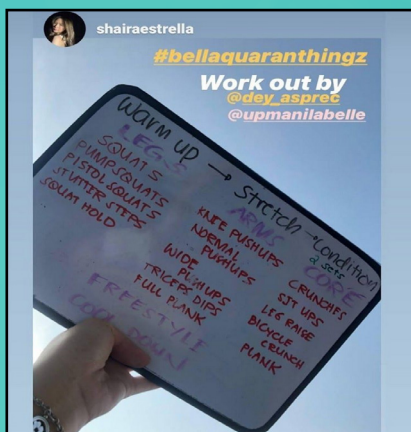 shairaestrella
#bellaquaranthingz
Work out by
@dey_asprec
@upmanilabelle
Warm up → Stretch → Condition
2 sets
LEGS
SQUATS
PUMP SQUATS
PISTOL SQUATS
STUTTER STEPS
SQUAT HOLD
ARMS
KNEE PUSHUPS
NORMAL
PUSHUPS
WIDE
PUSHUPS
TRICEPS DIPS
FULL PLANK
CORE
CRUNCHES
SIT UPS
LEG RAISE
BICYCLE
CRUNCH
PLANK
FREESTYLE
COOL DOWN!